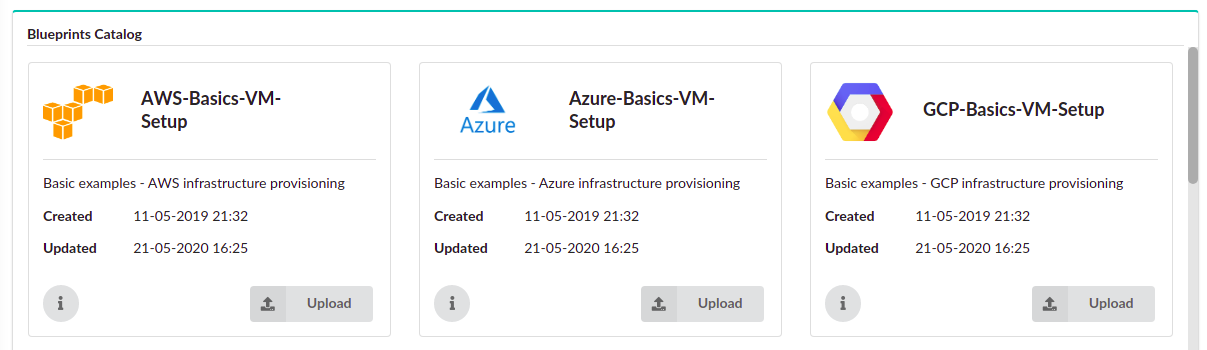 Blueprints Catalog
AWS-Basics-VM-
Setup
Basic examples - AWS infrastructure provisioning
Created 11-05-2019 21:32
Updated 21-05-2020 16:25
Upload
Azure
Azure-Basics-VM-
Setup
Basic examples - Azure infrastructure provisioning
Created 11-05-2019 21:32
Updated 21-05-2020 16:25
Upload
GCP-Basics-VM-Setup
Basic examples - GCP infrastructure provisioning
Created 11-05-2019 21:32
Updated 21-05-2020 16:25
Upload